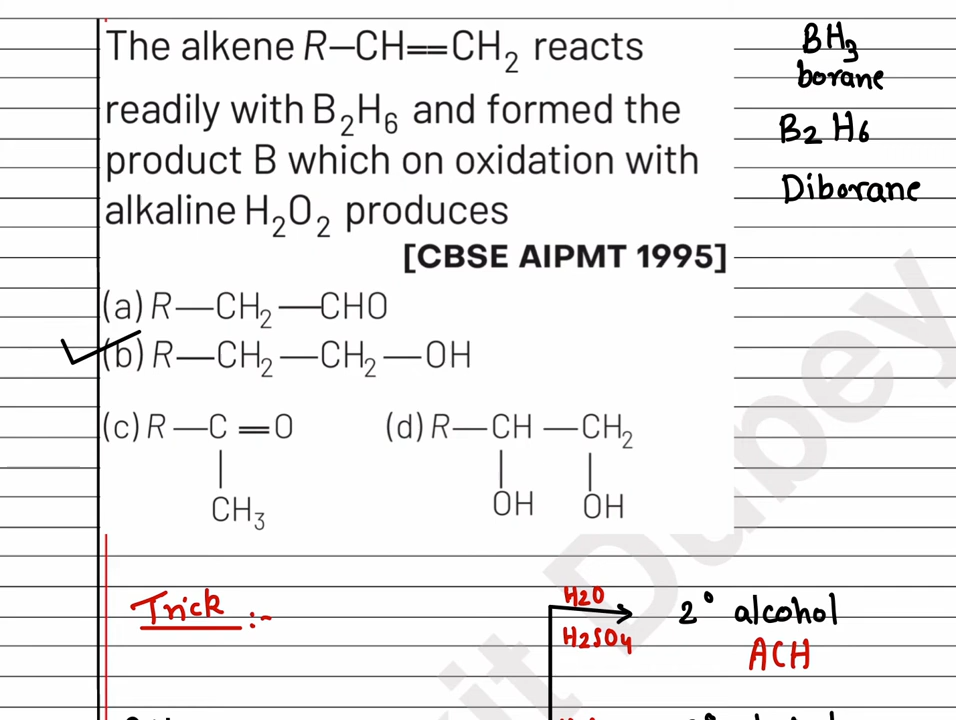 The alkene R—CH==CH₂ reacts
readily with B₂H₆ and formed the
product B which on oxidation with
alkaline H₂O₂ produces
[CBSE AIPMT 1995]
(a) R—CH₂—CHO
(b) R—CH₂—CH₂—OH
(c) R—C=O
|
CH₃
(d) R—CH—CH₂
| |
OH OH
BH₃
borane
B₂H₆
Diborane
Trick :-
H₂O
H₂SO₄
2° alcohol
ACH
Dubey